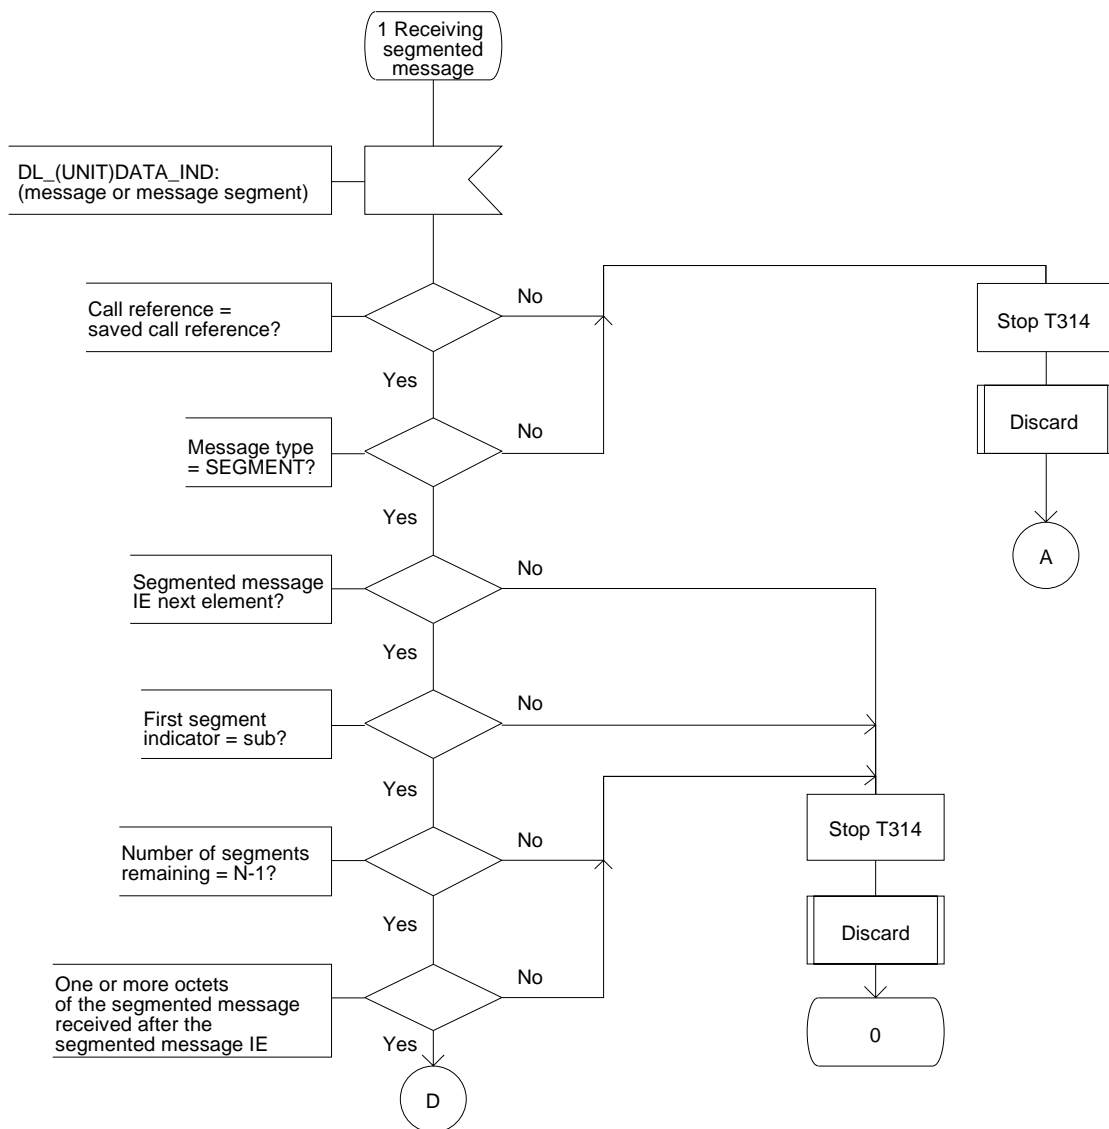 1 Receiving
segmented
message
DL_(UNIT)DATA_IND:
(message or message segment)
Call reference =
saved call reference?
No
Stop T314
Yes
Discard
Message type
= SEGMENT?
No
Yes
A
Segmented message
IE next element?
No
Yes
First segment
indicator = sub?
No
Yes
Stop T314
Number of segments
remaining = N-1?
No
Yes
Discard
One or more octets
of the segmented message
received after the
segmented message IE
No
Yes
0
D